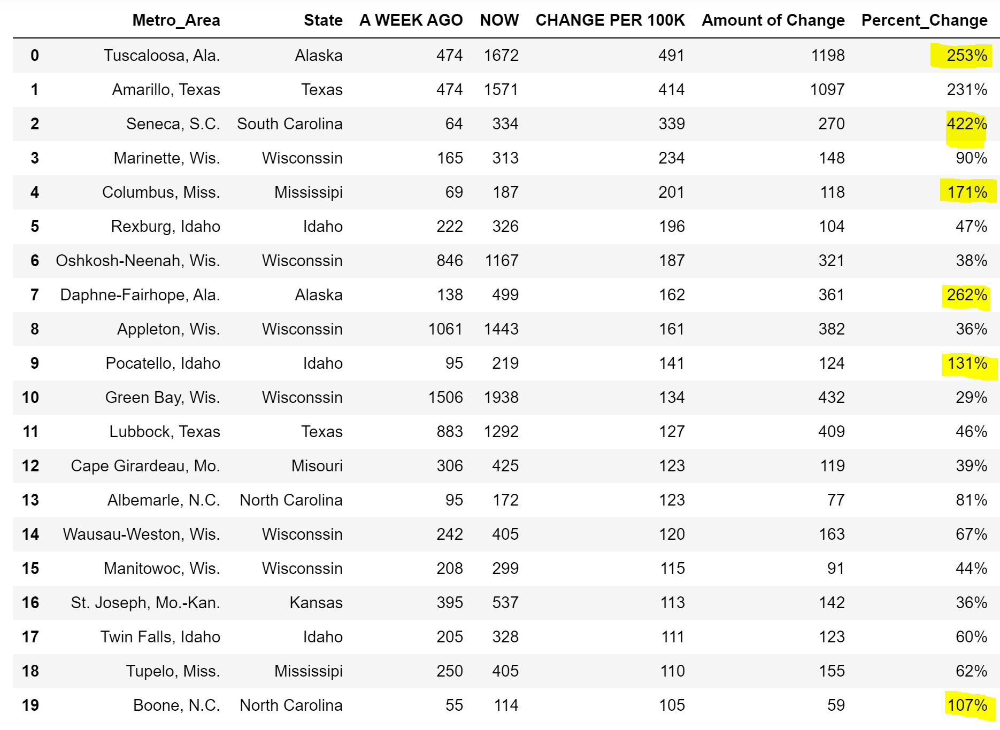 Metro_Area State A WEEK AGO NOW CHANGE PER 100K Amount of Change Percent_Change
0 Tuscaloosa, Ala. Alaska 474 1672 491 1198 253%
1 Amarillo, Texas Texas 474 1571 414 1097 231%
2 Seneca, S.C. South Carolina 64 334 339 270 422%
3 Marinette, Wis. Wisconssin 165 313 234 148 90%
4 Columbus, Miss. Mississipi 69 187 201 118 171%
5 Rexburg, Idaho Idaho 222 326 196 104 47%
6 Oshkosh-Neenah, Wis. Wisconssin 846 1167 187 321 38%
7 Daphne-Fairhope, Ala. Alaska 138 499 162 361 262%
8 Appleton, Wis. Wisconssin 1061 1443 161 382 36%
9 Pocatello, Idaho Idaho 95 219 141 124 131%
10 Green Bay, Wis. Wisconssin 1506 1938 134 432 29%
11 Lubbock, Texas Texas 883 1292 127 409 46%
12 Cape Girardeau, Mo. Misouri 306 425 123 119 39%
13 Albemarle, N.C. North Carolina 95 172 123 77 81%
14 Wausau-Weston, Wis. Wisconssin 242 405 120 163 67%
15 Manitowoc, Wis. Wisconssin 208 299 115 91 44%
16 St. Joseph, Mo.-Kan. Kansas 395 537 113 142 36%
17 Twin Falls, Idaho Idaho 205 328 111 123 60%
18 Tupelo, Miss. Mississipi 250 405 110 155 62%
19 Boone, N.C. North Carolina 55 114 105 59 107%